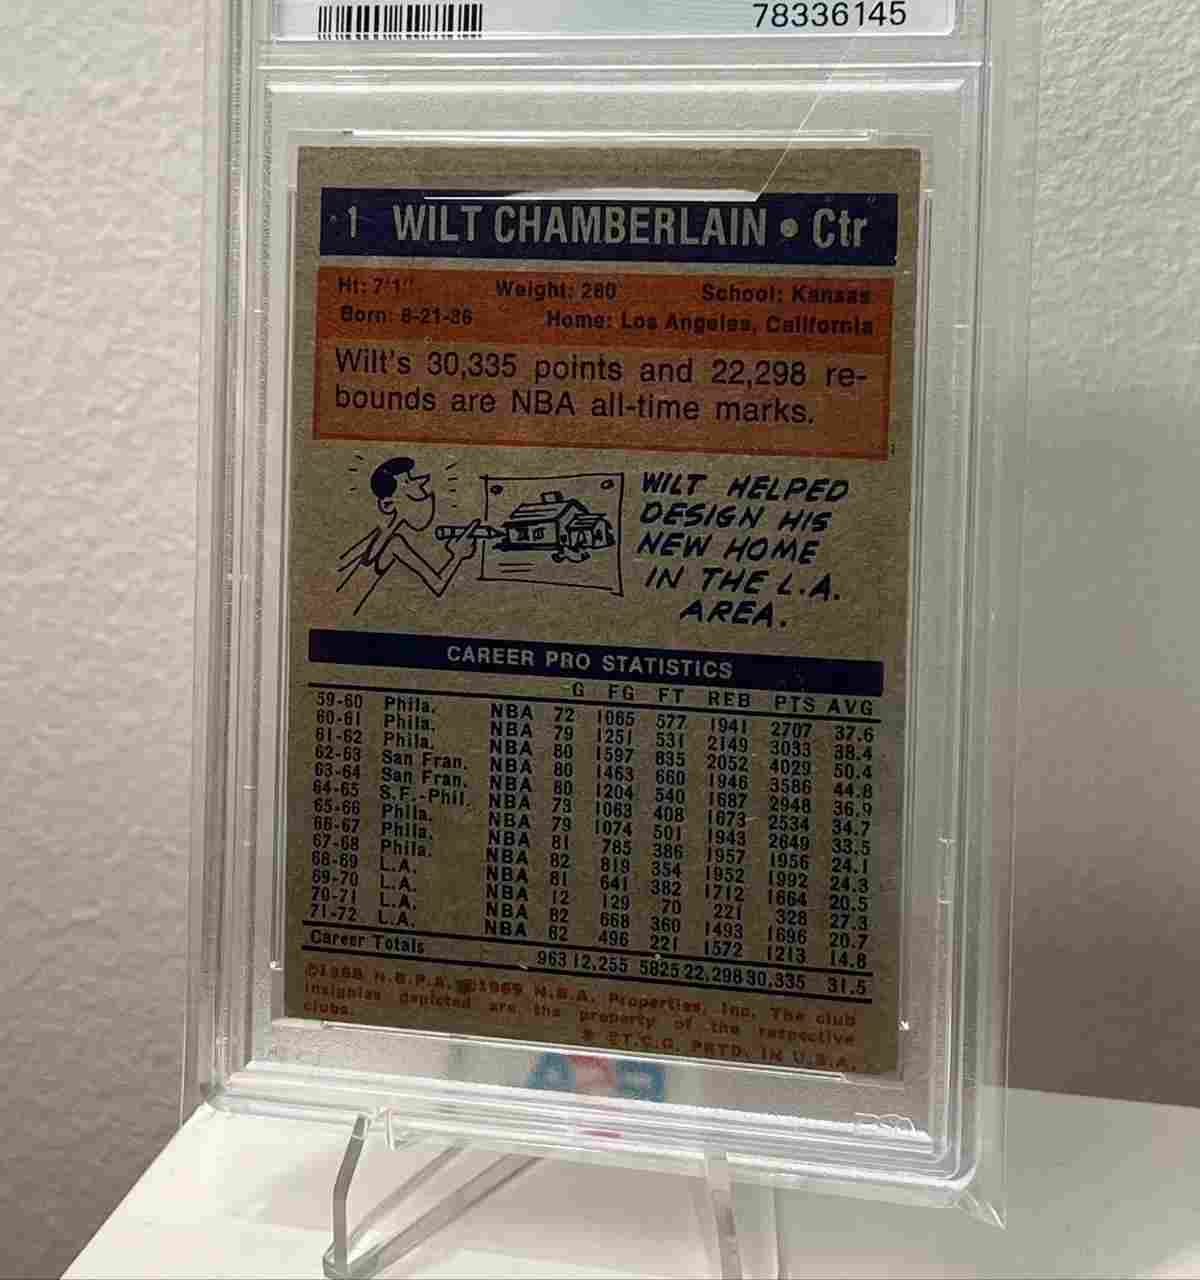 78336145
1 WILT CHAMBERLAIN • Ctr
Ht: 7'1" Weight: 280 School: Kansas
Born: 8-21-36 Home: Los Angeles, California
Wilt's 30,335 points and 22,298 re-
bounds are NBA all-time marks.
WILT HELPED
DESIGN HIS
NEW HOME
IN THE L.A.
AREA.
CAREER PRO STATISTICS
G FG FT REB PTS AVG
59-60 Phila. NBA 72 1065 577 1941 2707 37.6
60-61 Phila. NBA 79 1251 531 2149 3033 38.4
61-62 Phila. NBA 80 1597 835 2052 4029 50.4
62-63 San Fran. NBA 80 1463 660 1946 3586 44.8
63-64 San Fran. NBA 80 1204 540 1687 2948 36.9
64-65 S.F.-Phil. NBA 73 1063 408 1673 2534 34.7
65-66 Phila. NBA 79 1074 501 1943 2649 33.5
66-67 Phila. NBA 81 785 386 1957 1956 24.1
67-68 Phila. NBA 82 819 354 1952 1992 24.3
68-69 L.A. NBA 81 641 382 1712 1664 20.5
69-70 L.A. NBA 12 129 70 221 328 27.3
70-71 L.A. NBA 82 668 360 1493 1696 20.7
71-72 L.A. NBA 82 496 221 1572 1213 14.8
Career Totals 963 12,255 5825 22,298 30,335 31.5
©1968 N.B.P.A. ©1969 N.B.A. Properties, Inc. The club
insignias depicted are the property of the respective
clubs.
® ©T.C.G. PRTD. IN U.S.A.